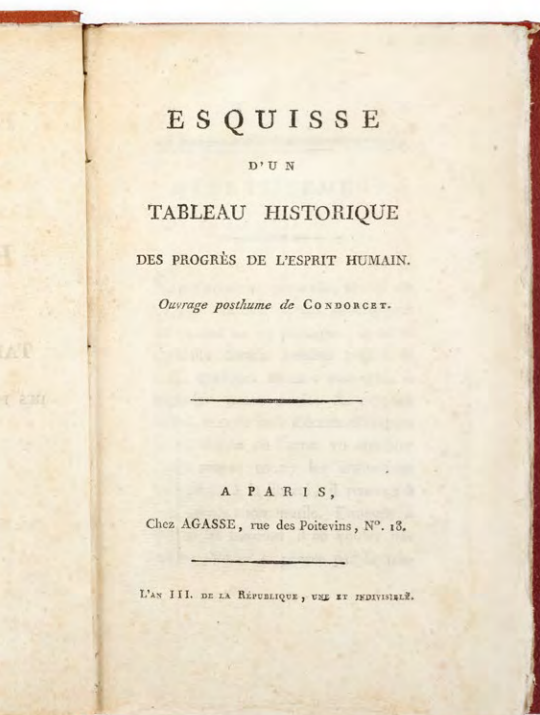 ESQUISSE
D'UN
TABLEAU HISTORIQUE
DES PROGRÈS DE L'ESPRIT HUMAIN.
Ouvrage posthume de CONDORCET.
A PARIS,
Chez AGASSE, rue des Poitevins, Nº. 18.
L'AN III. DE LA RÉPUBLIQUE, UNE ET INDIVISIBLE.